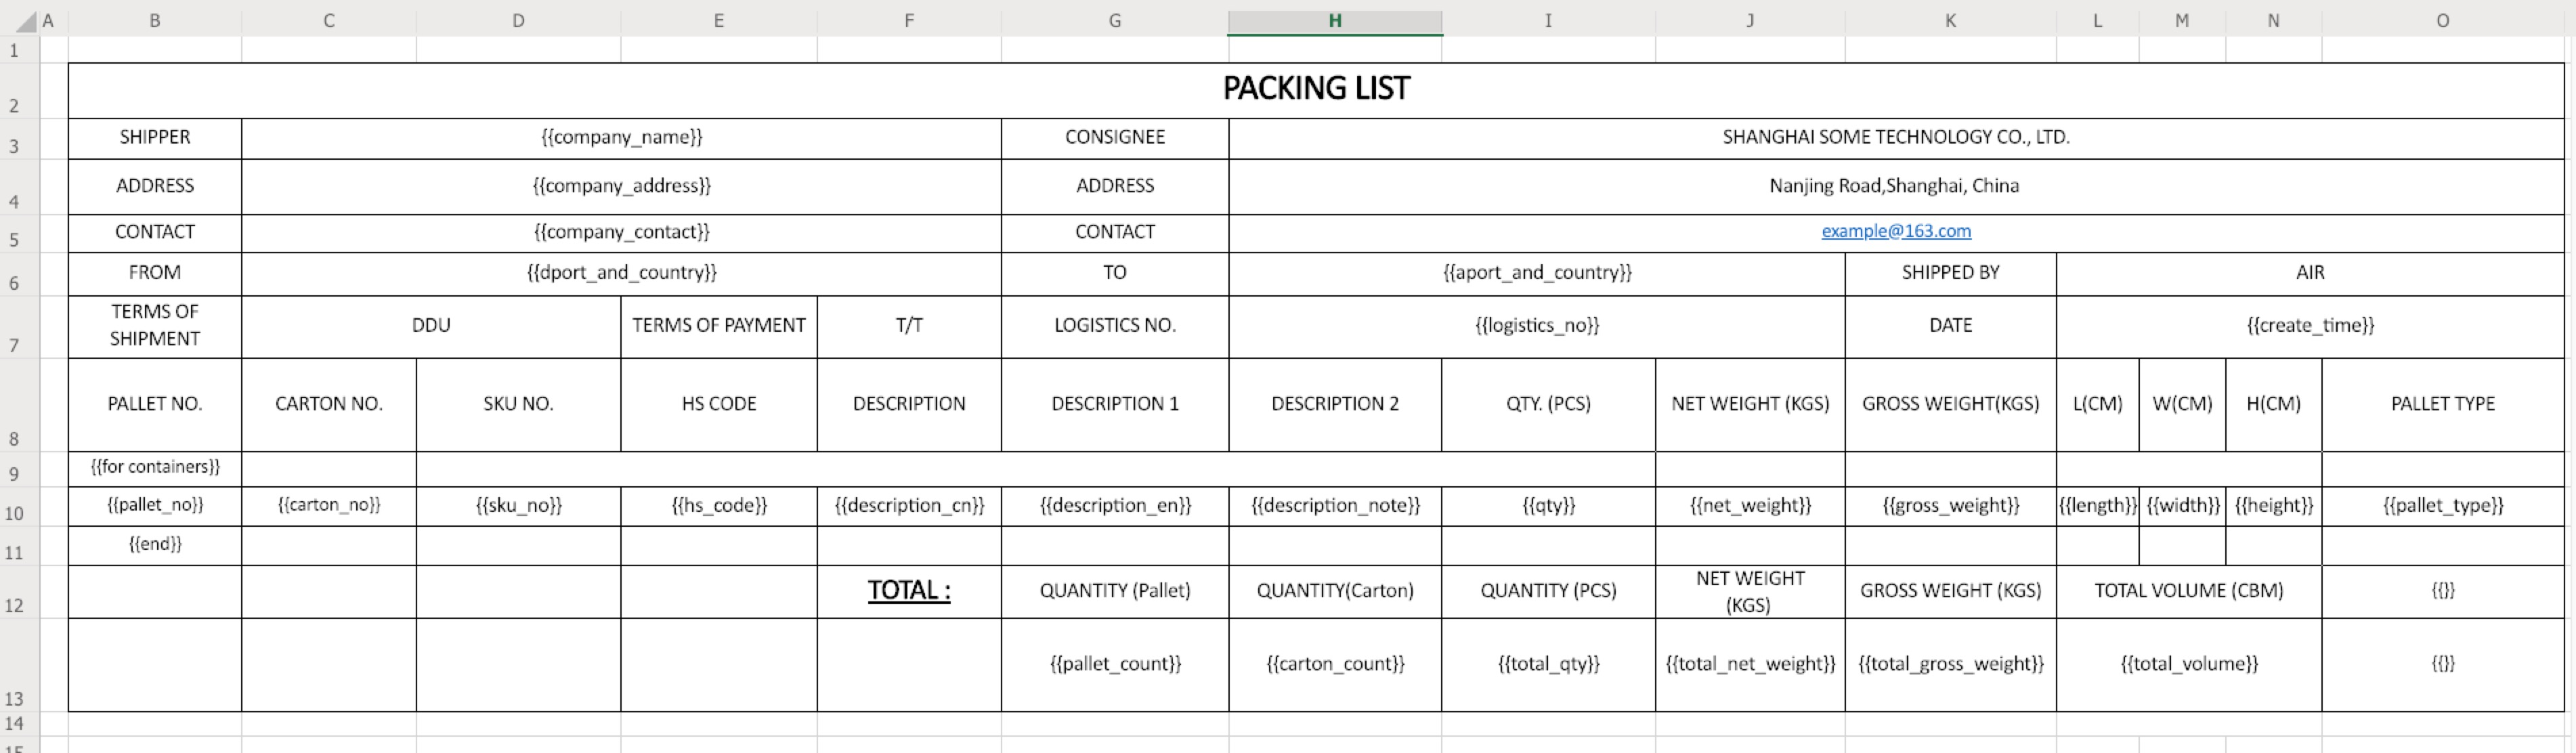 A B C D E F G H I J K L M N O
1
2 PACKING LIST
3 SHIPPER {{company_name}} CONSIGNEE SHANGHAI SOME TECHNOLOGY CO., LTD.
4 ADDRESS {{company_address}} ADDRESS Nanjing Road,Shanghai, China
5 CONTACT {{company_contact}} CONTACT example@163.com
6 FROM {{dport_and_country}} TO {{aport_and_country}} SHIPPED BY AIR
7 TERMS OF SHIPMENT DDU TERMS OF PAYMENT T/T LOGISTICS NO. {{logistics_no}} DATE {{create_time}}
8 PALLET NO. CARTON NO. SKU NO. HS CODE DESCRIPTION DESCRIPTION 1 DESCRIPTION 2 QTY. (PCS) NET WEIGHT (KGS) GROSS WEIGHT(KGS) L(CM) W(CM) H(CM) PALLET TYPE
9 {{for containers}}
10 {{pallet_no}} {{carton_no}} {{sku_no}} {{hs_code}} {{description_cn}} {{description_en}} {{description_note}} {{qty}} {{net_weight}} {{gross_weight}} {{length}} {{width}} {{height}} {{pallet_type}}
11 {{end}}
12 TOTAL : QUANTITY (Pallet) QUANTITY(Carton) QUANTITY (PCS) NET WEIGHT (KGS) GROSS WEIGHT (KGS) TOTAL VOLUME (CBM) {{}}
13 {{pallet_count}} {{carton_count}} {{total_qty}} {{total_net_weight}} {{total_gross_weight}} {{total_volume}} {{}}
14
15